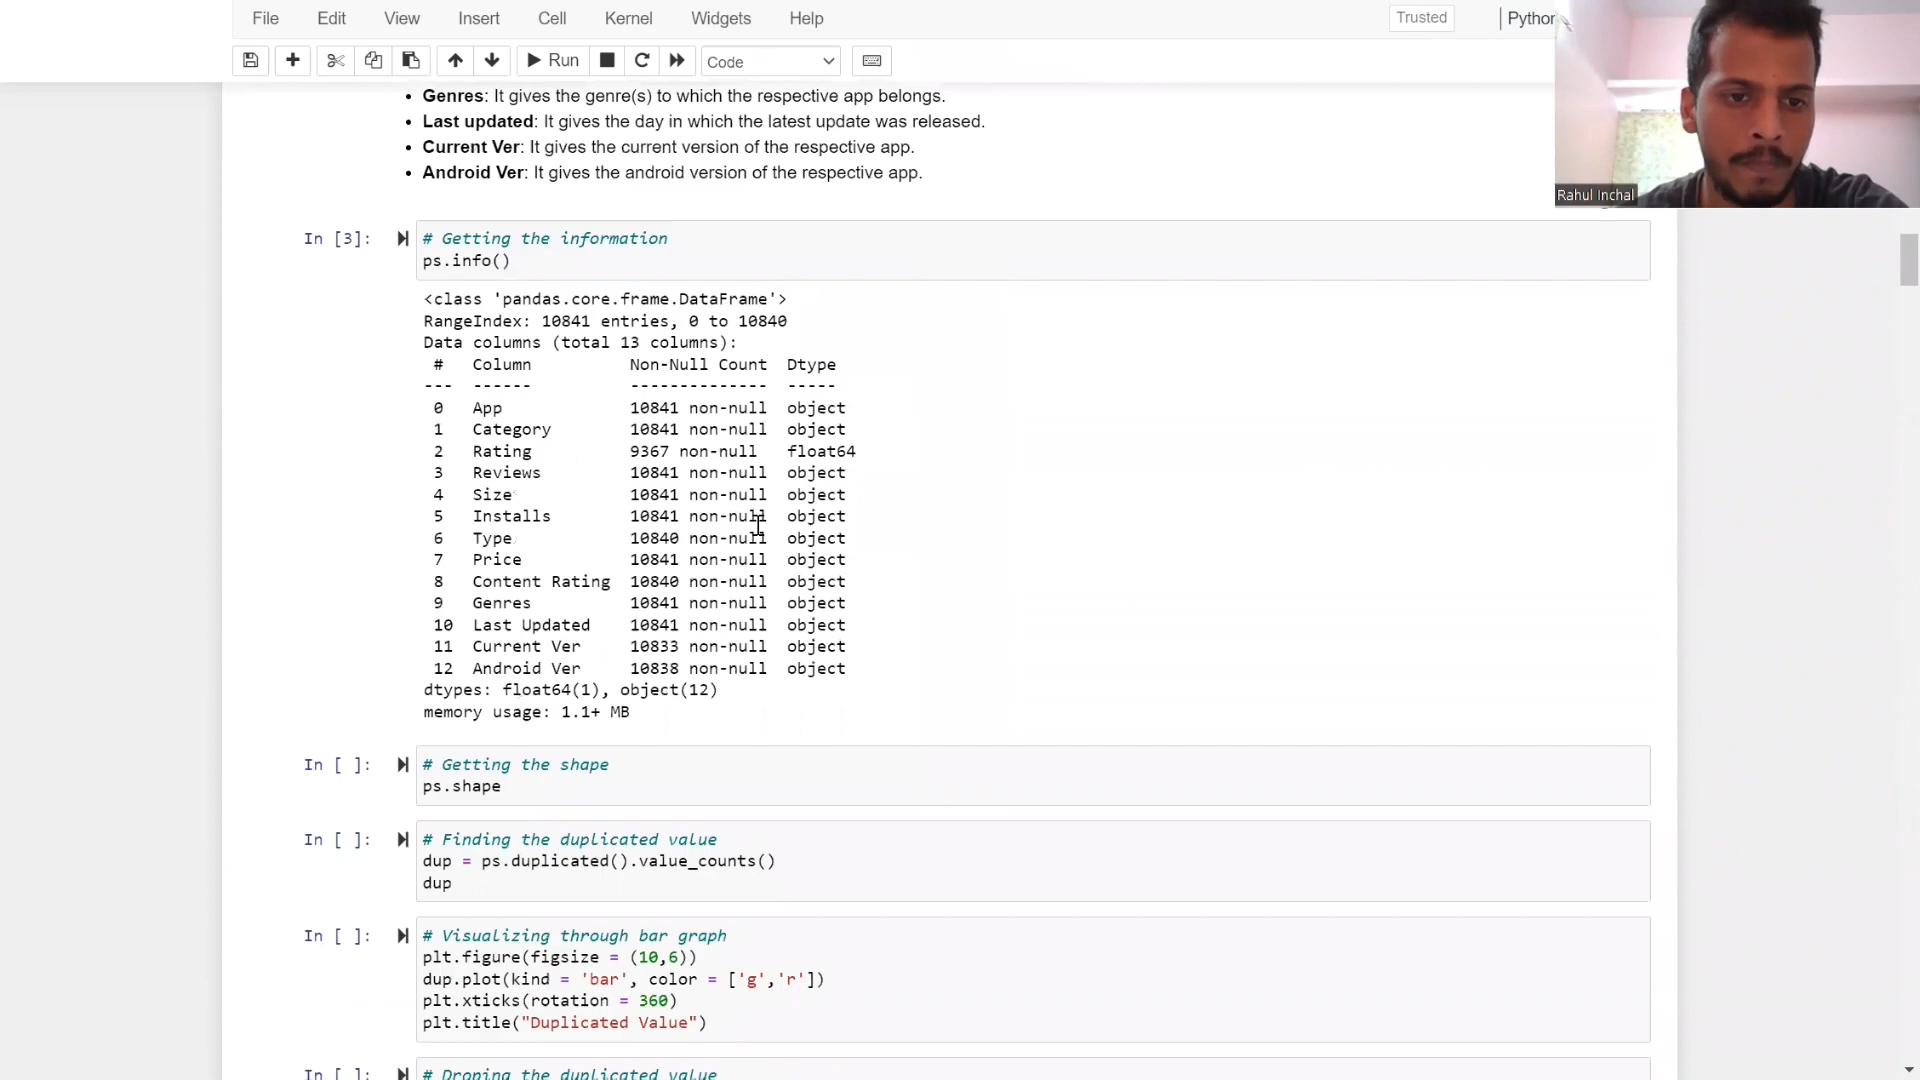 File Edit View Insert Cell Kernel Widgets Help Trusted Python
Run Code
Genres: It gives the genre(s) to which the respective app belongs.
Last updated: It gives the day in which the latest update was released.
Current Ver: It gives the current version of the respective app.
Android Ver: It gives the android version of the respective app.
Rahul Inchal
In [3]: # Getting the information
ps.info()
<class 'pandas.core.frame.DataFrame'>
RangeIndex: 10841 entries, 0 to 10840
Data columns (total 13 columns):
# Column Non-Null Count Dtype
--- ------ -------------- -----
0 App 10841 non-null object
1 Category 10841 non-null object
2 Rating 9367 non-null float64
3 Reviews 10841 non-null object
4 Size 10841 non-null object
5 Installs 10841 non-null object
6 Type 10840 non-null object
7 Price 10841 non-null object
8 Content Rating 10840 non-null object
9 Genres 10841 non-null object
10 Last Updated 10841 non-null object
11 Current Ver 10833 non-null object
12 Android Ver 10838 non-null object
dtypes: float64(1), object(12)
memory usage: 1.1+ MB
In [ ]: # Getting the shape
ps.shape
In [ ]: # Finding the duplicated value
dup = ps.duplicated().value_counts()
dup
In [ ]: # Visualizing through bar graph
plt.figure(figsize = (10,6))
dup.plot(kind = 'bar', color = ['g','r'])
plt.xticks(rotation = 360)
plt.title("Duplicated Value")
In [ ]: # Droping the duplicated value